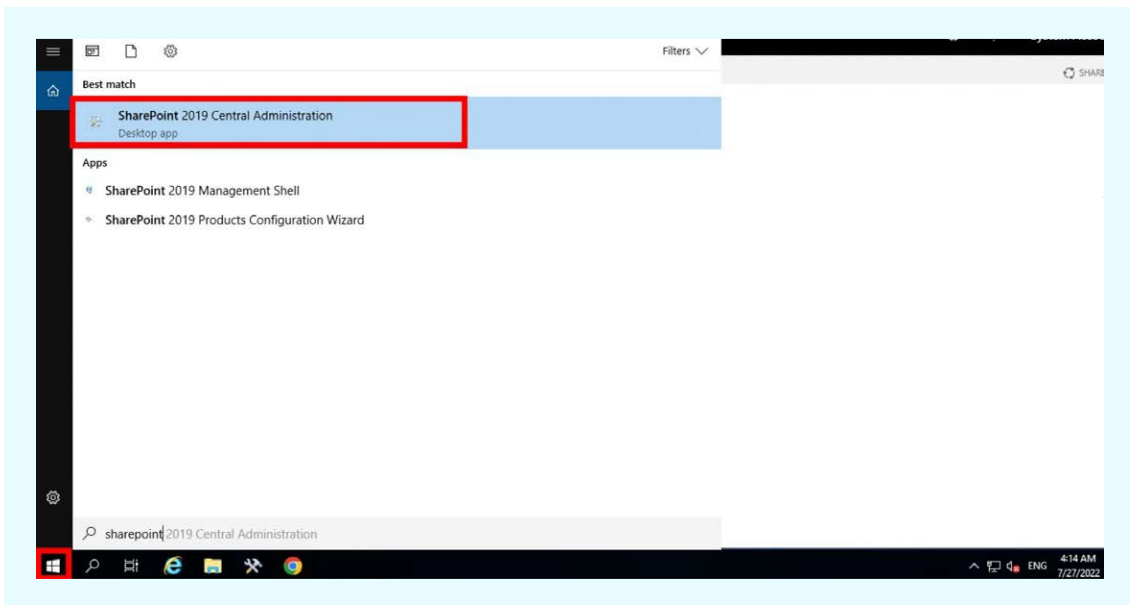 Filters
SHARE
Best match
SharePoint 2019 Central Administration
Desktop app
Apps
SharePoint 2019 Management Shell
SharePoint 2019 Products Configuration Wizard
sharepoint 2019 Central Administration
ENG
4:14 AM
7/27/2022